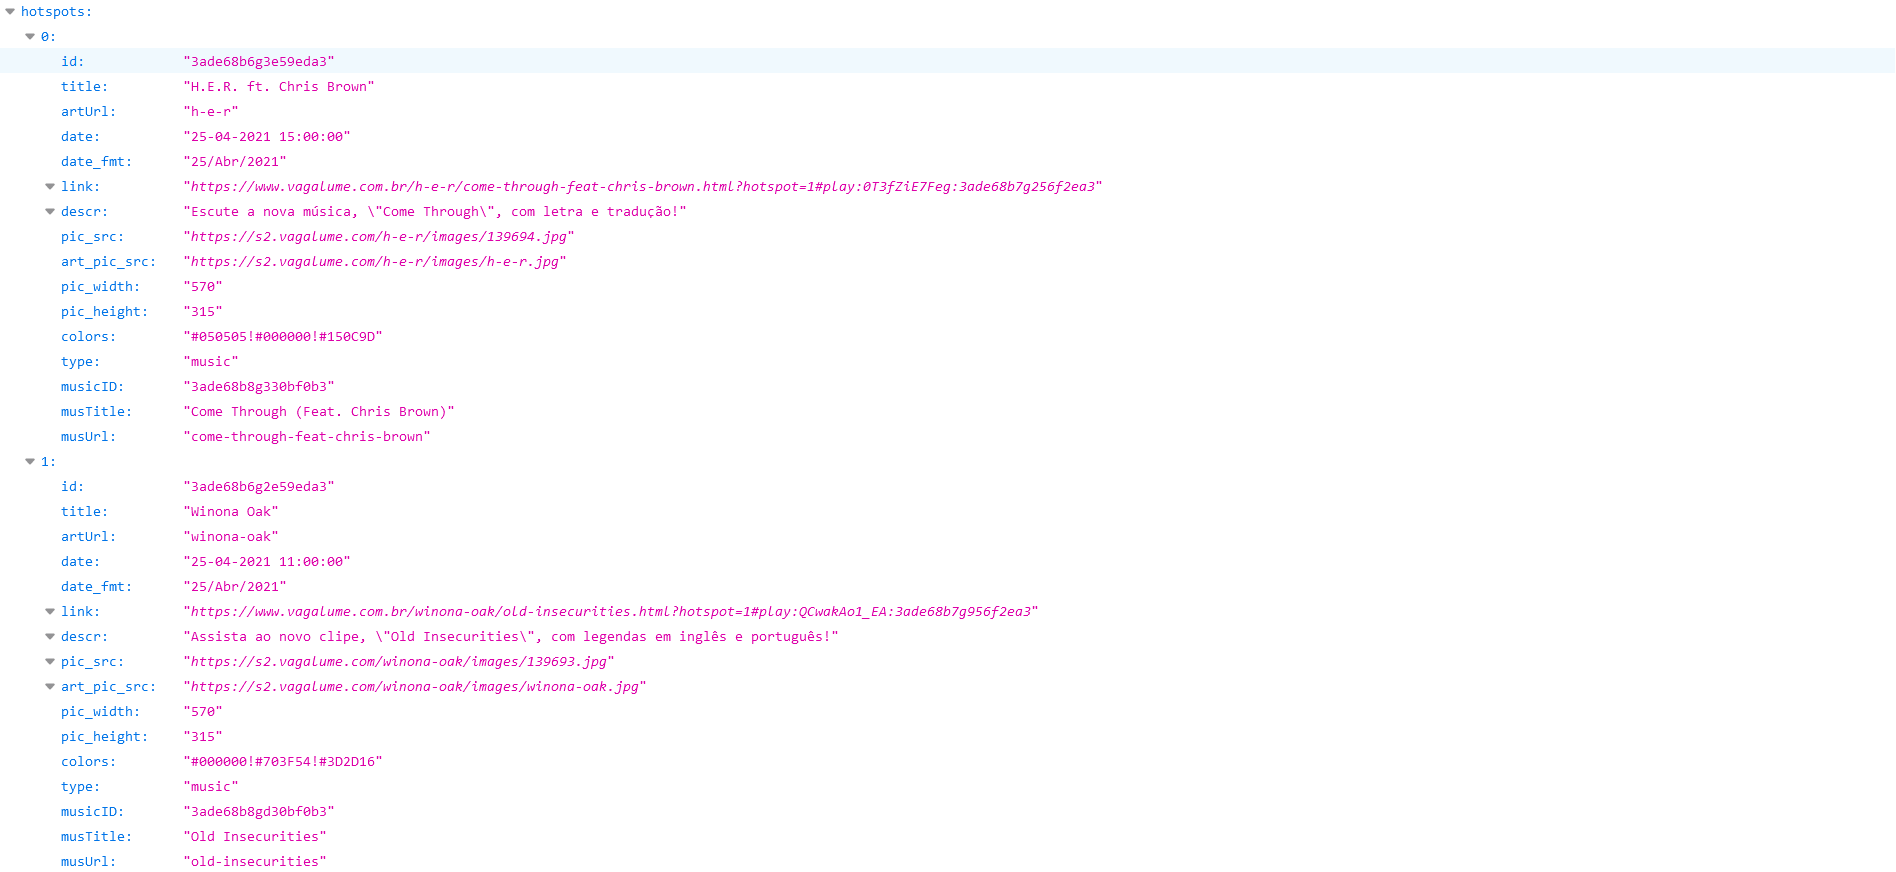 hotspots:
0:
id: "3ade68b6g3e59eda3"
title: "H.E.R. ft. Chris Brown"
artUrl: "h-e-r"
date: "25-04-2021 15:00:00"
date_fmt: "25/Abr/2021"
link: "https://www.vagalume.com.br/h-e-r/come-through-feat-chris-brown.html?hotspot=1#play:0T3fZiE7Feg:3ade68b7g256f2ea3"
descr: "Escute a nova música, \"Come Through\", com letra e tradução!"
pic_src: "https://s2.vagalume.com/h-e-r/images/139694.jpg"
art_pic_src: "https://s2.vagalume.com/h-e-r/images/h-e-r.jpg"
pic_width: "570"
pic_height: "315"
colors: "#050505!#000000!#150C9D"
type: "music"
musicID: "3ade68b8g330bf0b3"
musTitle: "Come Through (Feat. Chris Brown)"
musUrl: "come-through-feat-chris-brown"
1:
id: "3ade68b6g2e59eda3"
title: "Winona Oak"
artUrl: "winona-oak"
date: "25-04-2021 11:00:00"
date_fmt: "25/Abr/2021"
link: "https://www.vagalume.com.br/winona-oak/old-insecurities.html?hotspot=1#play:QCwakAo1_EA:3ade68b7g956f2ea3"
descr: "Assista ao novo clipe, \"Old Insecurities\", com legendas em inglês e português!"
pic_src: "https://s2.vagalume.com/winona-oak/images/139693.jpg"
art_pic_src: "https://s2.vagalume.com/winona-oak/images/winona-oak.jpg"
pic_width: "570"
pic_height: "315"
colors: "#000000!#703F54!#3D2D16"
type: "music"
musicID: "3ade68b8gd30bf0b3"
musTitle: "Old Insecurities"
musUrl: "old-insecurities"